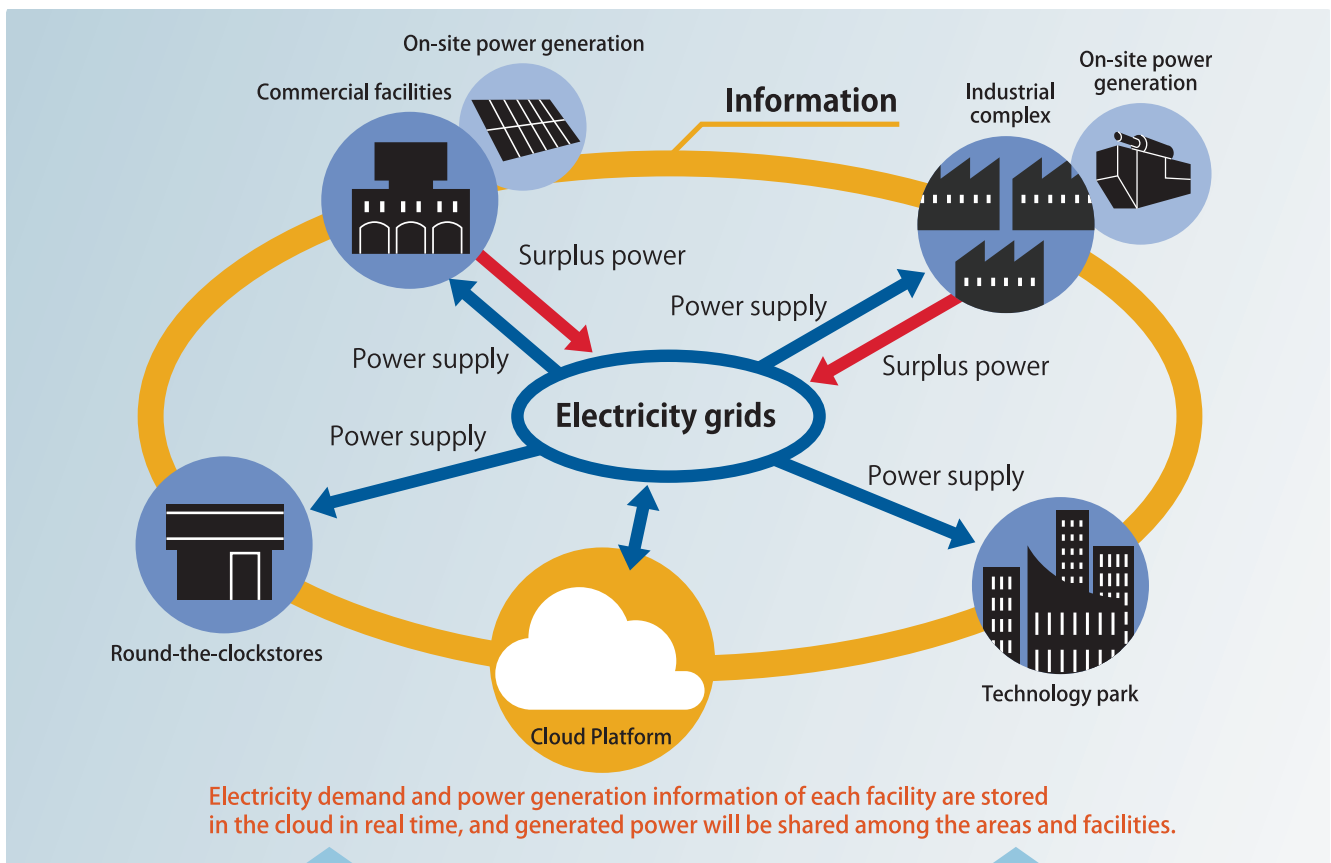 On-site power generation
Commercial facilities
Information
Industrial
complex
On-site power
generation
Surplus power
Power supply
Power supply
Surplus power
Electricity grids
Power supply
Power supply
Round-the-clockstores
Technology park
Cloud Platform
Electricity demand and power generation information of each facility are stored
in the cloud in real time, and generated power will be shared among the areas and facilities.